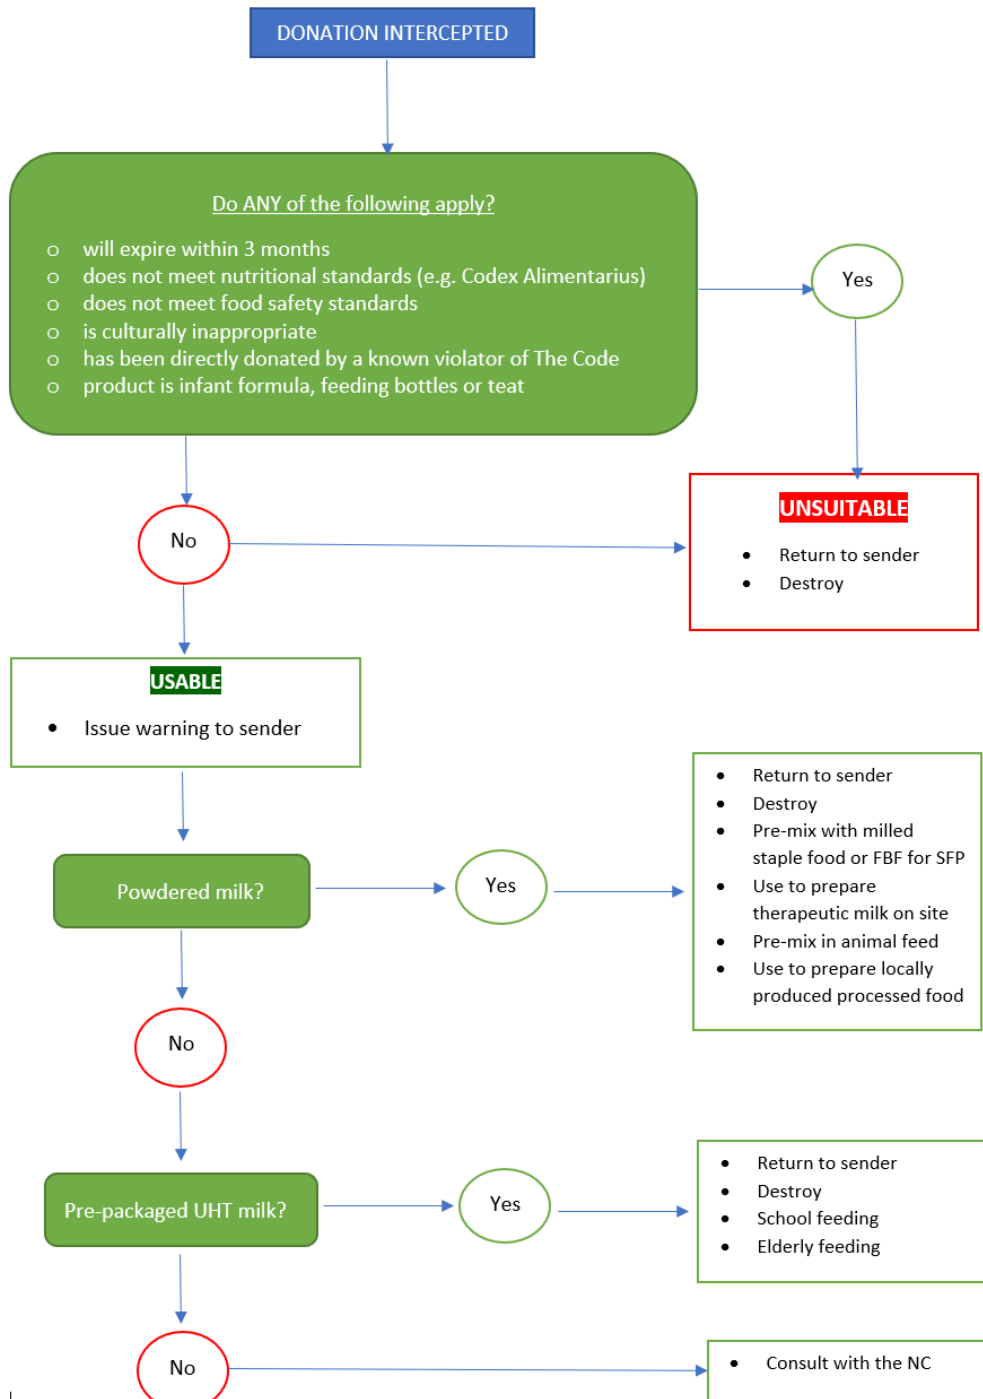 DONATION INTERCEPTED
Do ANY of the following apply?
o will expire within 3 months
o does not meet nutritional standards (e.g. Codex Alimentarius)
o does not meet food safety standards
o is culturally inappropriate
o has been directly donated by a known violator of The Code
o product is infant formula, feeding bottles or teat
Yes
No
UNSUITABLE
• Return to sender
• Destroy
USABLE
• Issue warning to sender
Powdered milk?
Yes
• Return to sender
• Destroy
• Pre-mix with milled
staple food or FBF for SFP
• Use to prepare
therapeutic milk on site
• Pre-mix in animal feed
• Use to prepare locally
produced processed food
No
Pre-packaged UHT milk?
Yes
• Return to sender
• Destroy
• School feeding
• Elderly feeding
No
• Consult with the NC